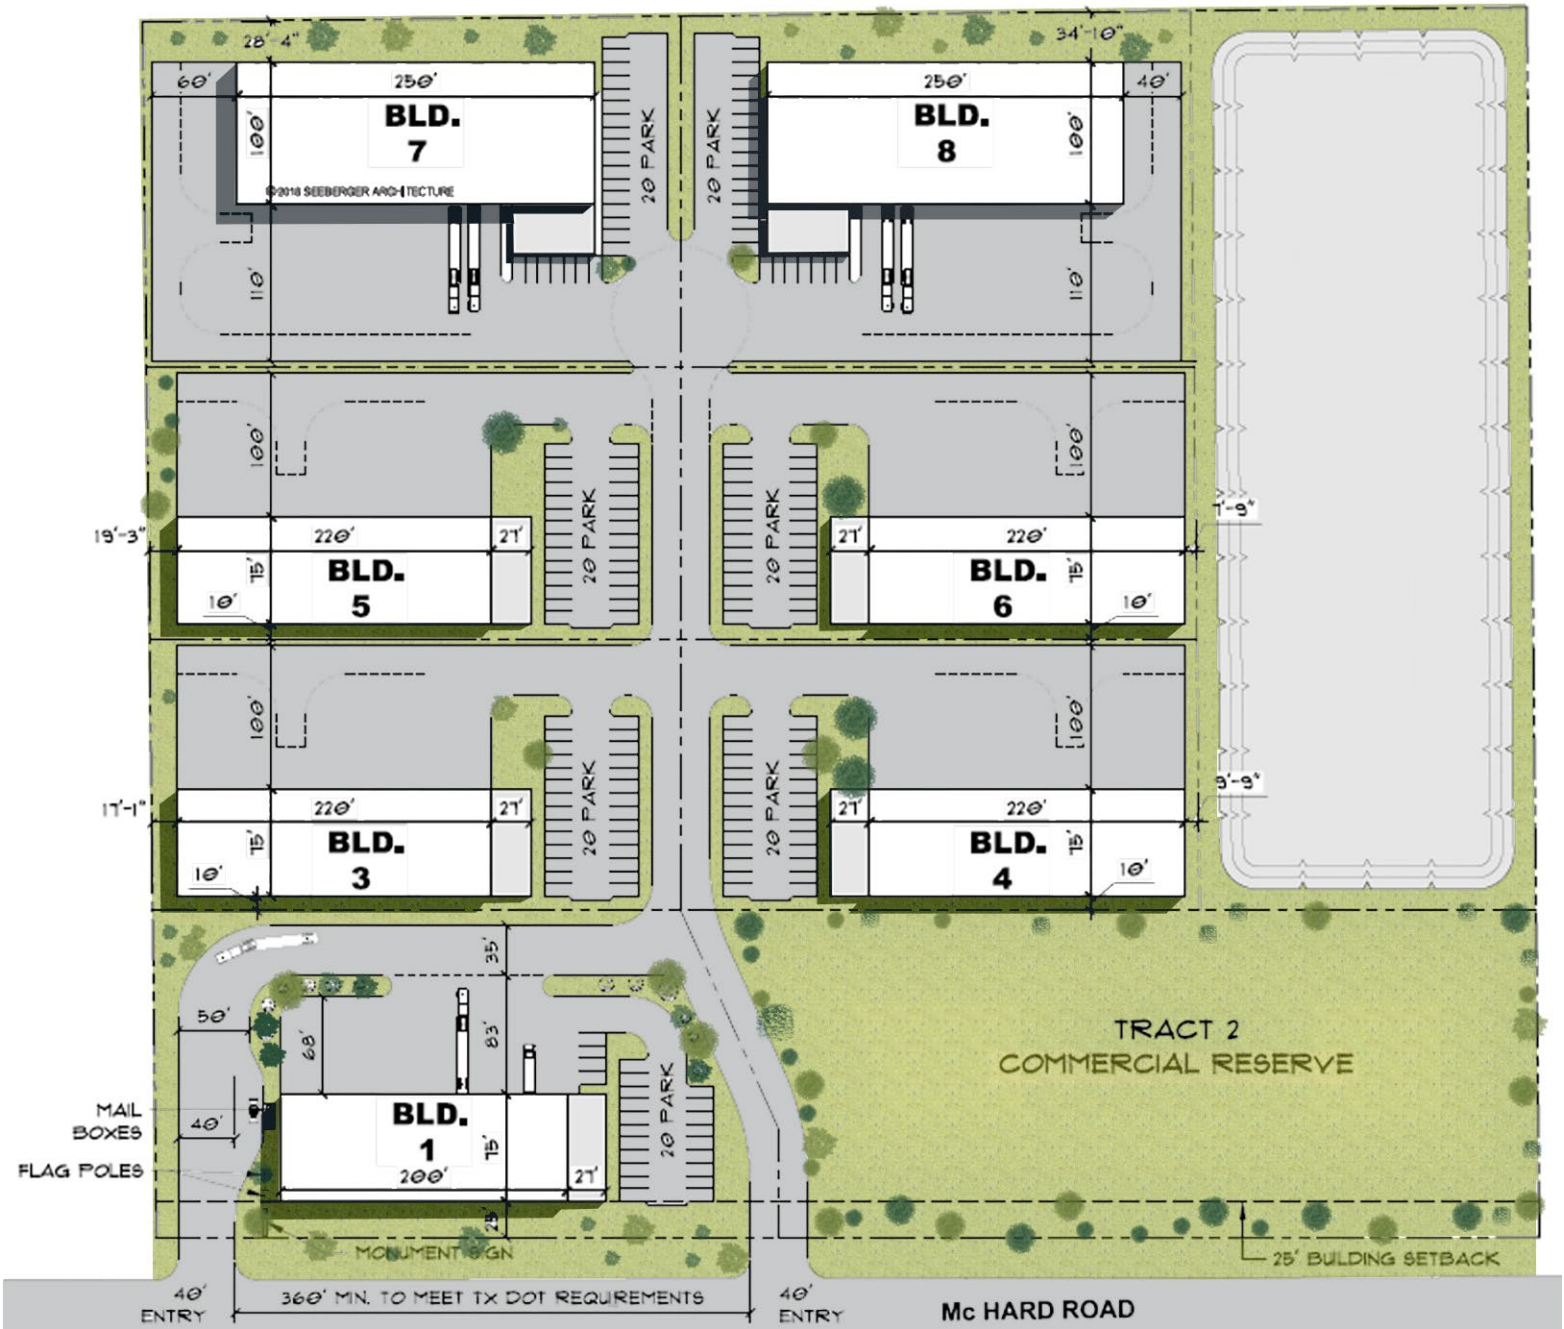 28'-4"
34'-10"
60'
250'
250'
40'
BLD.
7
BLD.
8
100'
100'
20 PARK
20 PARK
©2018 SEEBERGER ARCHITECTURE
110'
110'
100'
100'
19'-3"
7'-9"
220'
27'
27'
220'
BLD.
5
BLD.
6
75'
75'
20 PARK
20 PARK
10'
10'
100'
100'
17'-1"
220'
27'
27'
220'
BLD.
3
BLD.
4
75'
75'
20 PARK
20 PARK
10'
10'
35'
50'
68'
83'
TRACT 2
COMMERCIAL RESERVE
MAIL
BOXES
40'
BLD.
1
75'
20 PARK
FLAG POLES
200'
27'
25'
MONUMENT SIGN
25' BUILDING SETBACK
40'
ENTRY
360' MIN. TO MEET TX DOT REQUIREMENTS
40'
ENTRY
Mc HARD ROAD